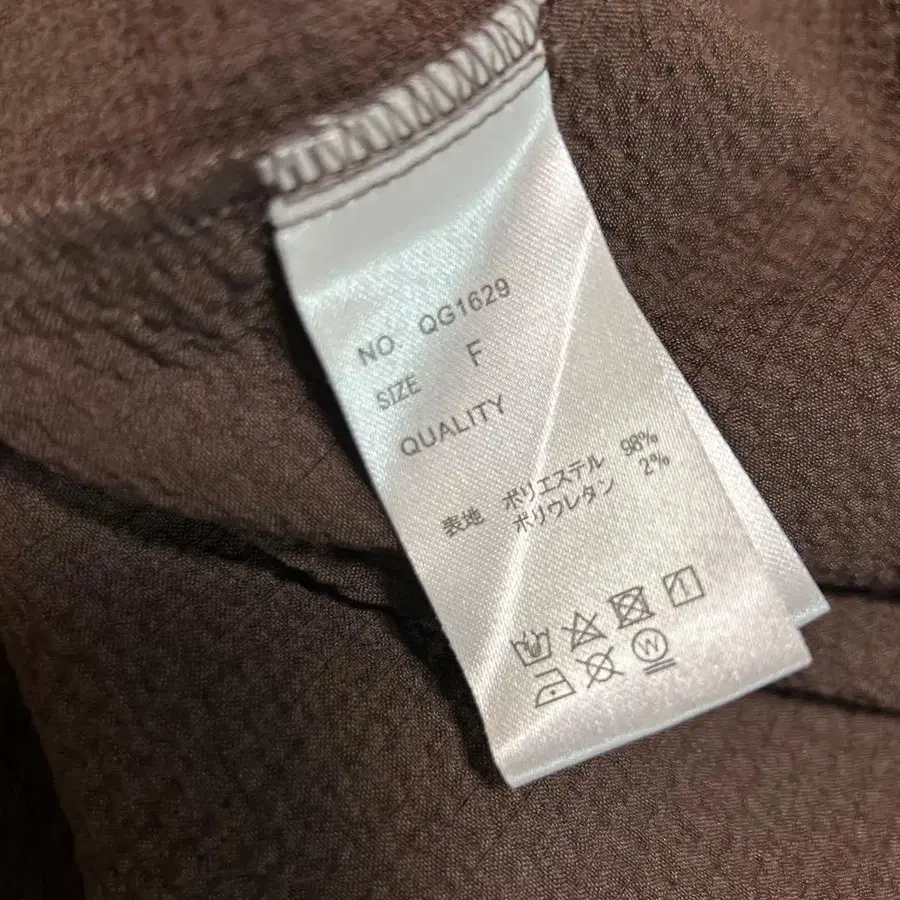 NO. QG1629
SIZE F
QUALITY
表地 ポリエステル 98%
ポリウレタン 2%
W